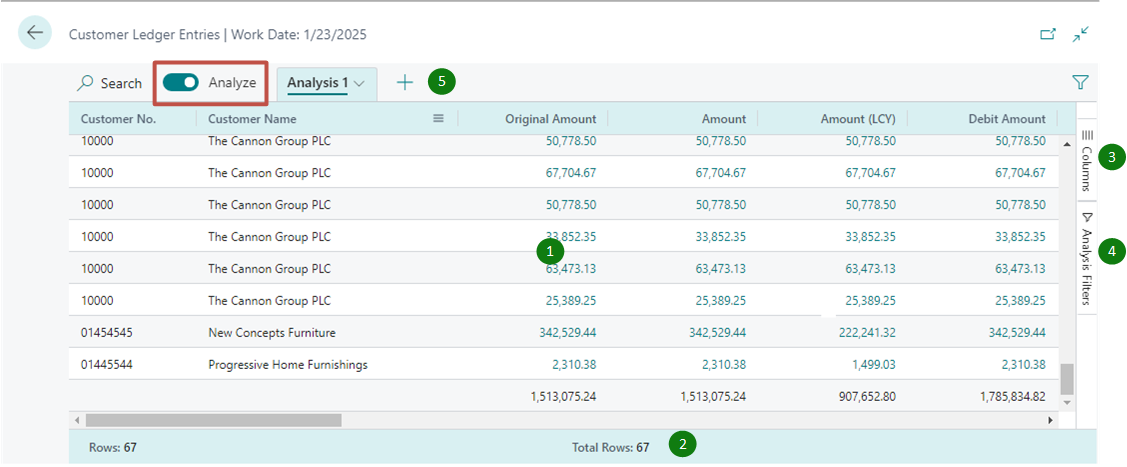 Customer Ledger Entries | Work Date: 1/23/2025
Search Analyze Analysis 1 + 5
Customer No. Customer Name Original Amount Amount Amount (LCY) Debit Amount
10000 The Cannon Group PLC 50,778.50 50,778.50 50,778.50 50,778.50
10000 The Cannon Group PLC 67,704.67 67,704.67 67,704.67 67,704.67
10000 The Cannon Group PLC 50,778.50 50,778.50 50,778.50 50,778.50
10000 The Cannon Group PLC 33,852.35 33,852.35 33,852.35 33,852.35
1
10000 The Cannon Group PLC 63,473.13 63,473.13 63,473.13 63,473.13
10000 The Cannon Group PLC 25,389.25 25,389.25 25,389.25 25,389.25
01454545 New Concepts Furniture 342,529.44 342,529.44 222,241.32 342,529.44
01445544 Progressive Home Furnishings 2,310.38 2,310.38 1,499.03 2,310.38
1,513,075.24 1,513,075.24 907,652.80 1,785,834.82
Rows: 67 Total Rows: 67 2
Columns 3
Analysis Filters 4